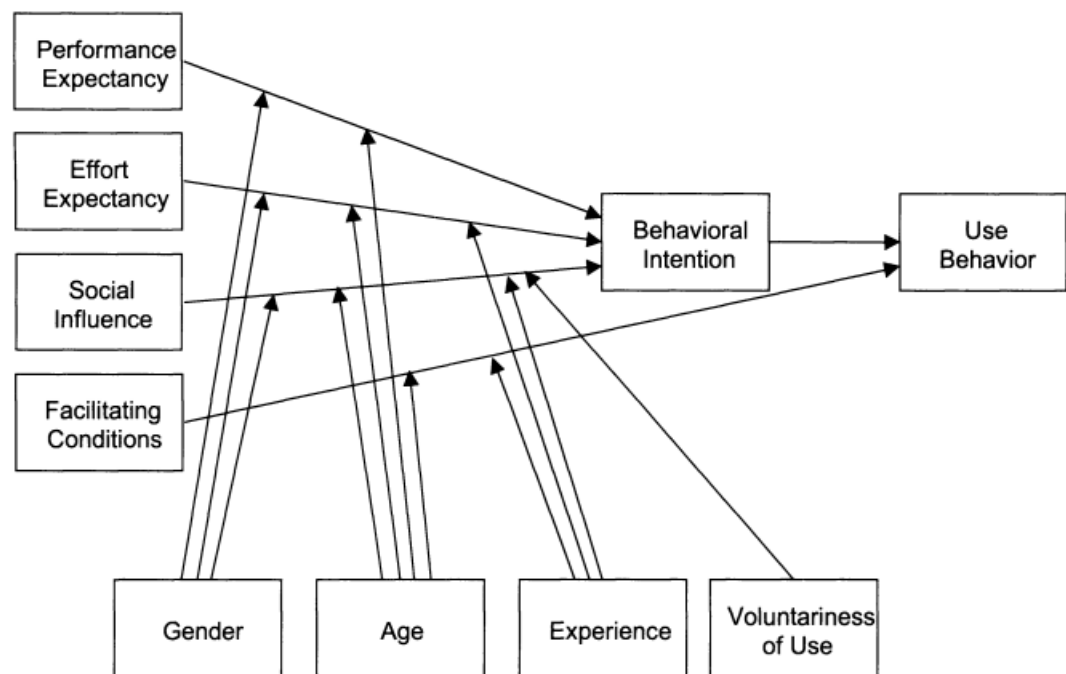 Performance
Expectancy
Effort
Expectancy
Social
Influence
Facilitating
Conditions
Behavioral
Intention
Use
Behavior
Gender
Age
Experience
Voluntariness
of Use